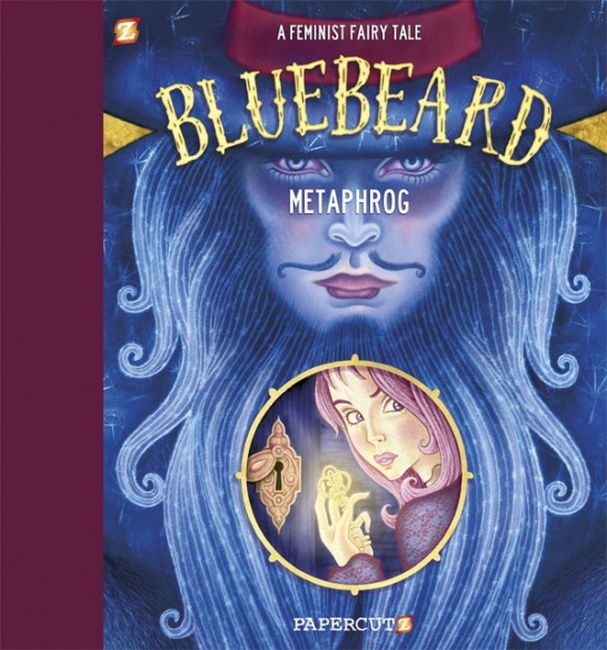 Z
A FEMINIST FAIRY TALE
BLUEBEARD
METAPHROG
PAPERCUTZ